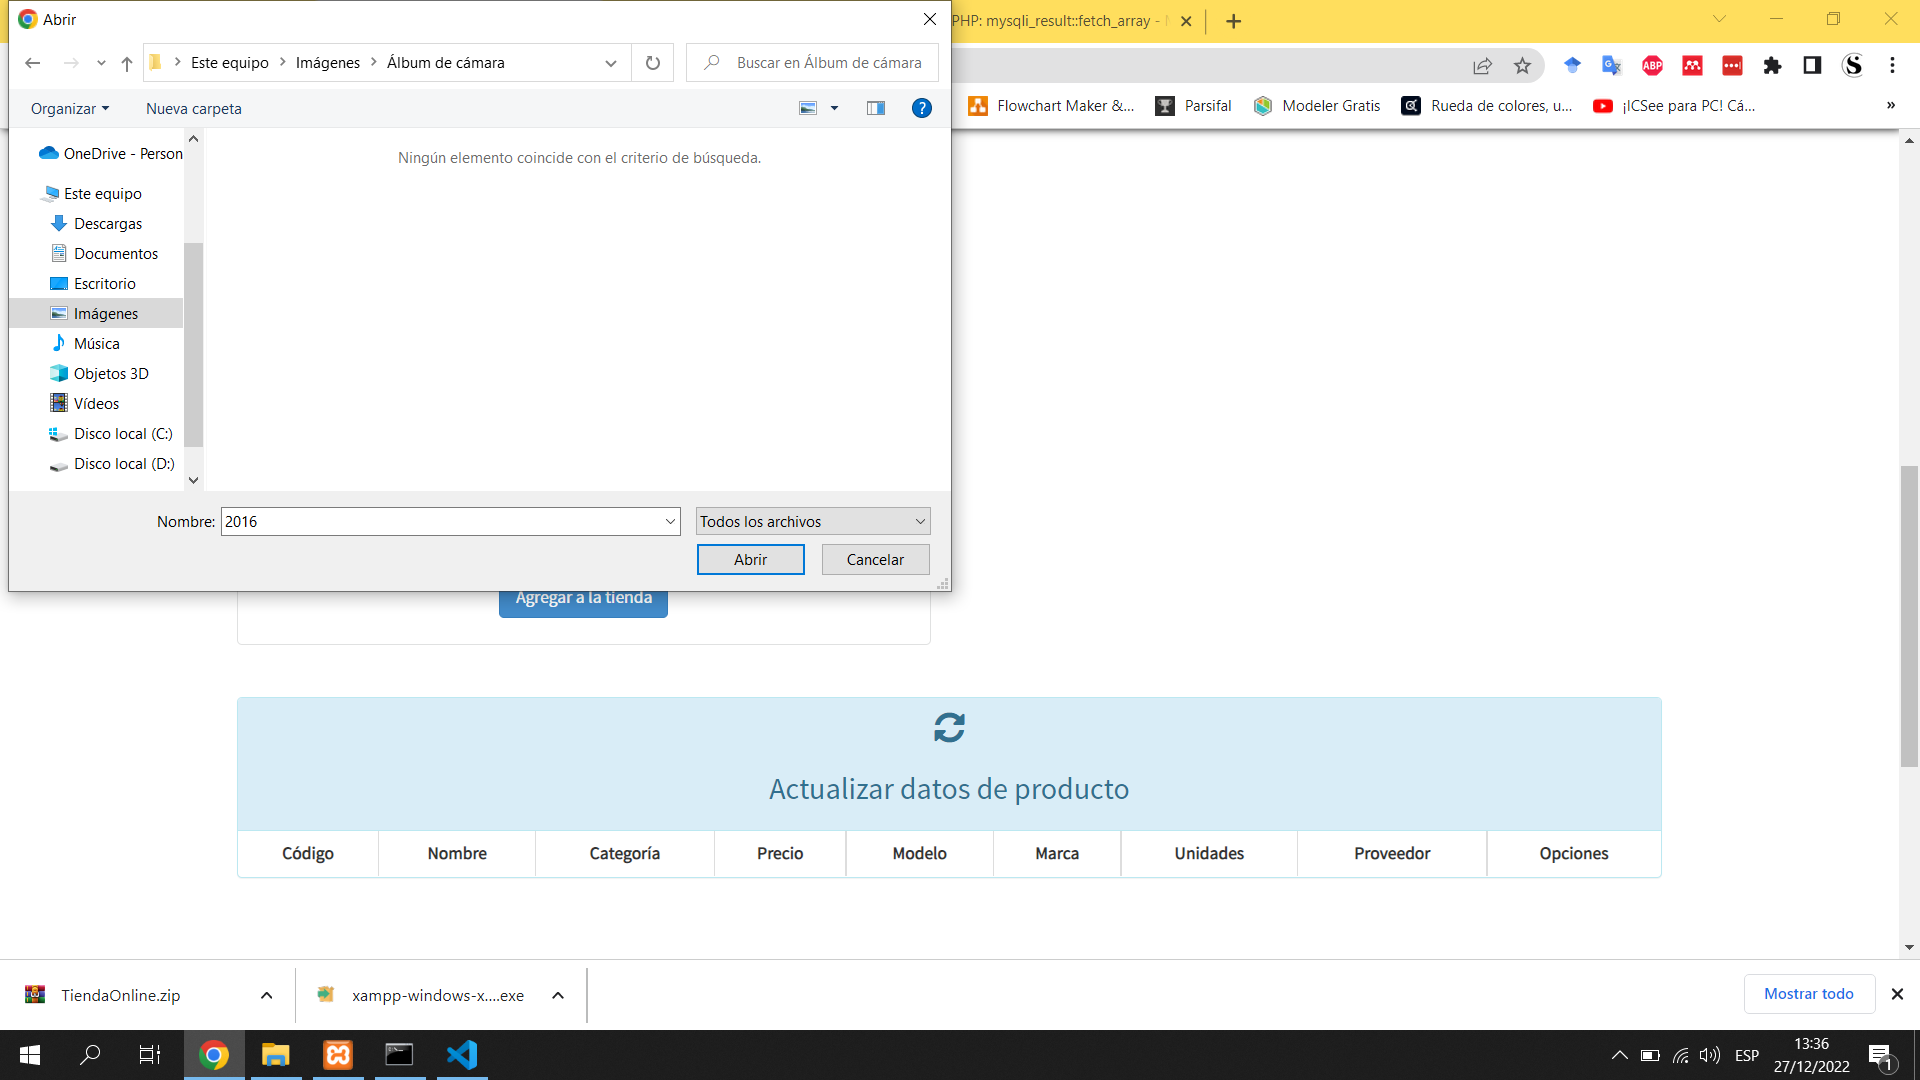 Abrir
PHP: mysqli_result::fetch_array -
Este equipo
Imágenes
Álbum de cámara
Buscar en Álbum de cámara
Organizar
Nueva carpeta
Flowchart Maker &...
Parsifal
Modeler Gratis
Rueda de colores, u...
¡ICSee para PC! Cá...
»
ABP
OneDrive - Person
Ningún elemento coincide con el criterio de búsqueda.
Este equipo
Descargas
Documentos
Escritorio
Imágenes
Música
Objetos 3D
Vídeos
Disco local (C:)
Disco local (D:)
Nombre:
2016
Todos los archivos
Abrir
Cancelar
Agregar a la tienda
Actualizar datos de producto
Código
Nombre
Categoría
Precio
Modelo
Marca
Unidades
Proveedor
Opciones
TiendaOnline.zip
xampp-windows-x....exe
Mostrar todo
ESP
13:36
27/12/2022
1